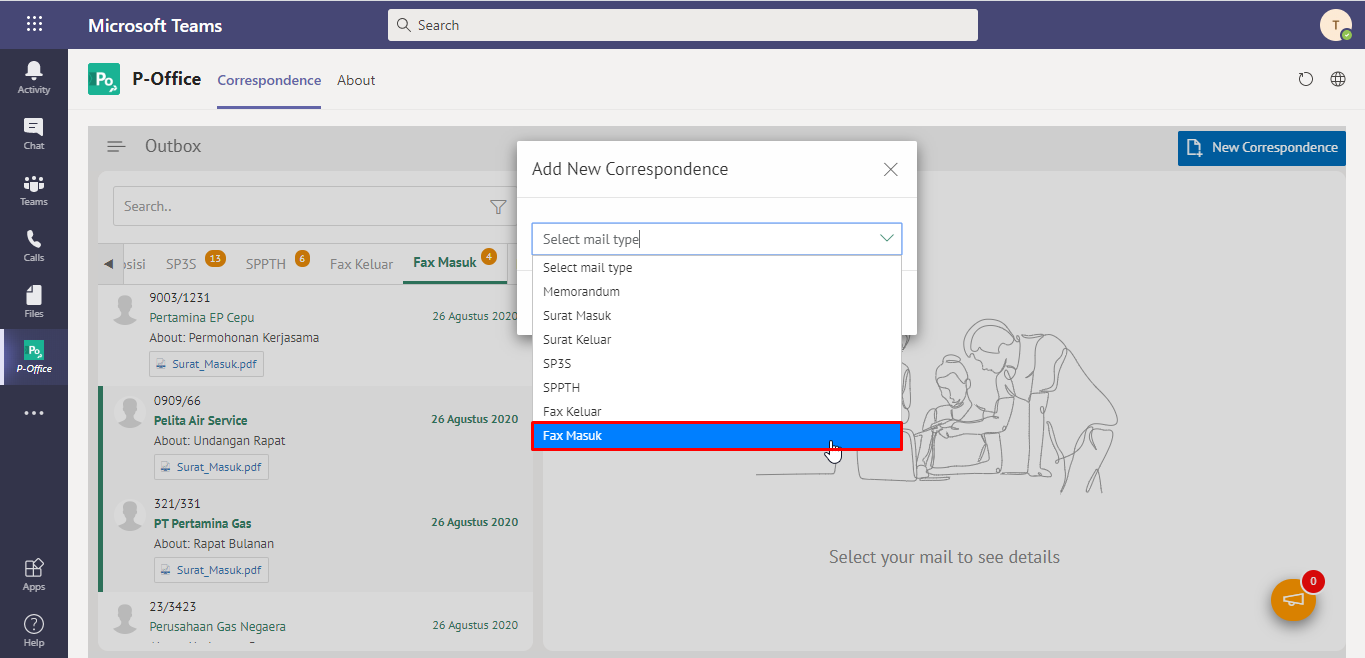 Microsoft Teams
Search
T
Activity
Chat
Teams
Calls
Files
P-Office
Apps
Help
Po
P-Office
Correspondence
About
Outbox
New Correspondence
Search..
SP3S 13
SPPTH 6
Fax Keluar
Fax Masuk 4
9003/1231
Pertamina EP Cepu
26 Agustus 2020
About: Permohonan Kerjasama
Surat_Masuk.pdf
0909/66
Pelita Air Service
26 Agustus 2020
About: Undangan Rapat
Surat_Masuk.pdf
321/331
PT Pertamina Gas
26 Agustus 2020
About: Rapat Bulanan
Surat_Masuk.pdf
23/3423
Perusahaan Gas Negaera
26 Agustus 2020
Add New Correspondence
Select mail type
Select mail type
Memorandum
Surat Masuk
Surat Keluar
SP3S
SPPTH
Fax Keluar
Fax Masuk
Select your mail to see details
0